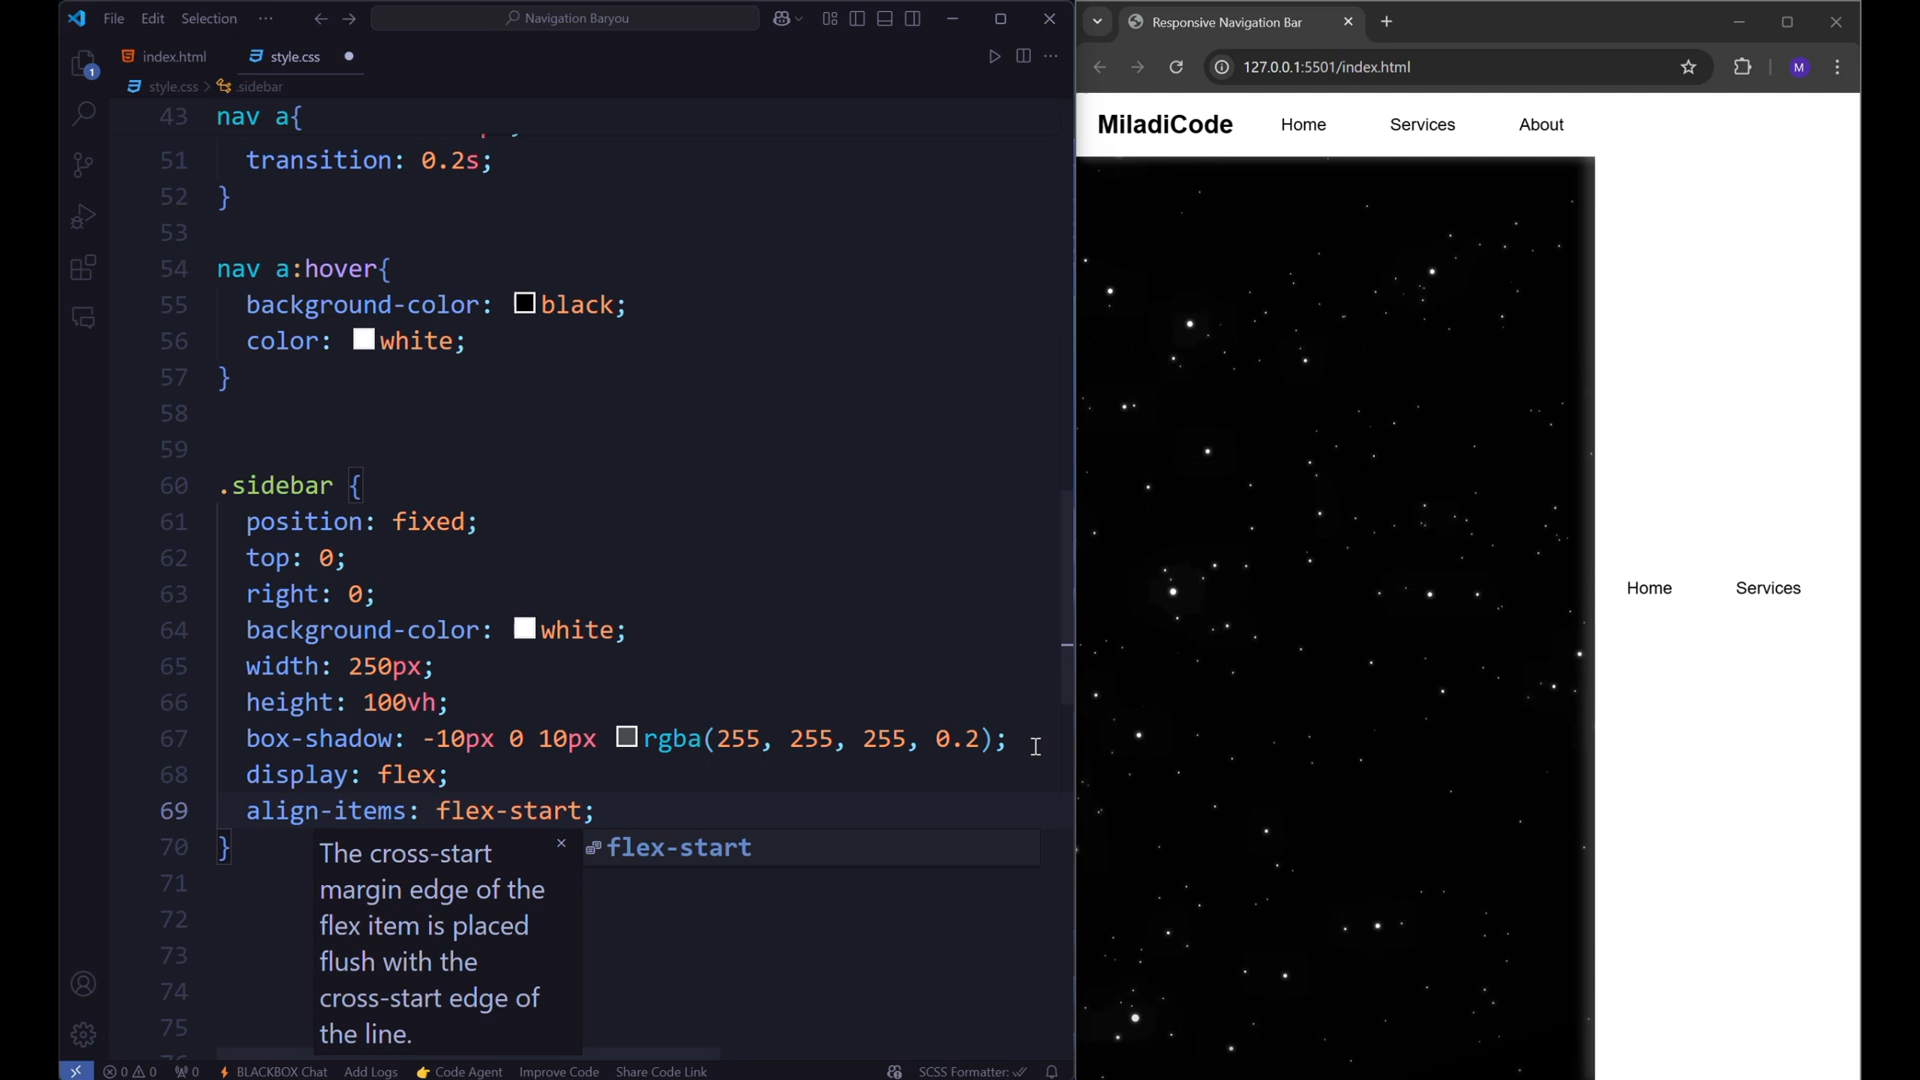 File Edit Selection ··· Navigation Baryou
index.html style.css
style.css > .sidebar
43 nav a{
51 transition: 0.2s;
52 }
53
54 nav a:hover{
55 background-color: black;
56 color: white;
57 }
58
59
60 .sidebar {
61 position: fixed;
62 top: 0;
63 right: 0;
64 background-color: white;
65 width: 250px;
66 height: 100vh;
67 box-shadow: -10px 0 10px rgba(255, 255, 255, 0.2);
68 display: flex;
69 align-items: flex-start;
70 }
71
72
73
74
75
flex-start
The cross-start
margin edge of the
flex item is placed
flush with the
cross-start edge of
the line.
1
0 0 0 BLACKBOX Chat Add Logs Code Agent Improve Code Share Code Link SCSS Formatter:
Responsive Navigation Bar
127.0.0.1:5501/index.html M
MiladiCode Home Services About
Home Services